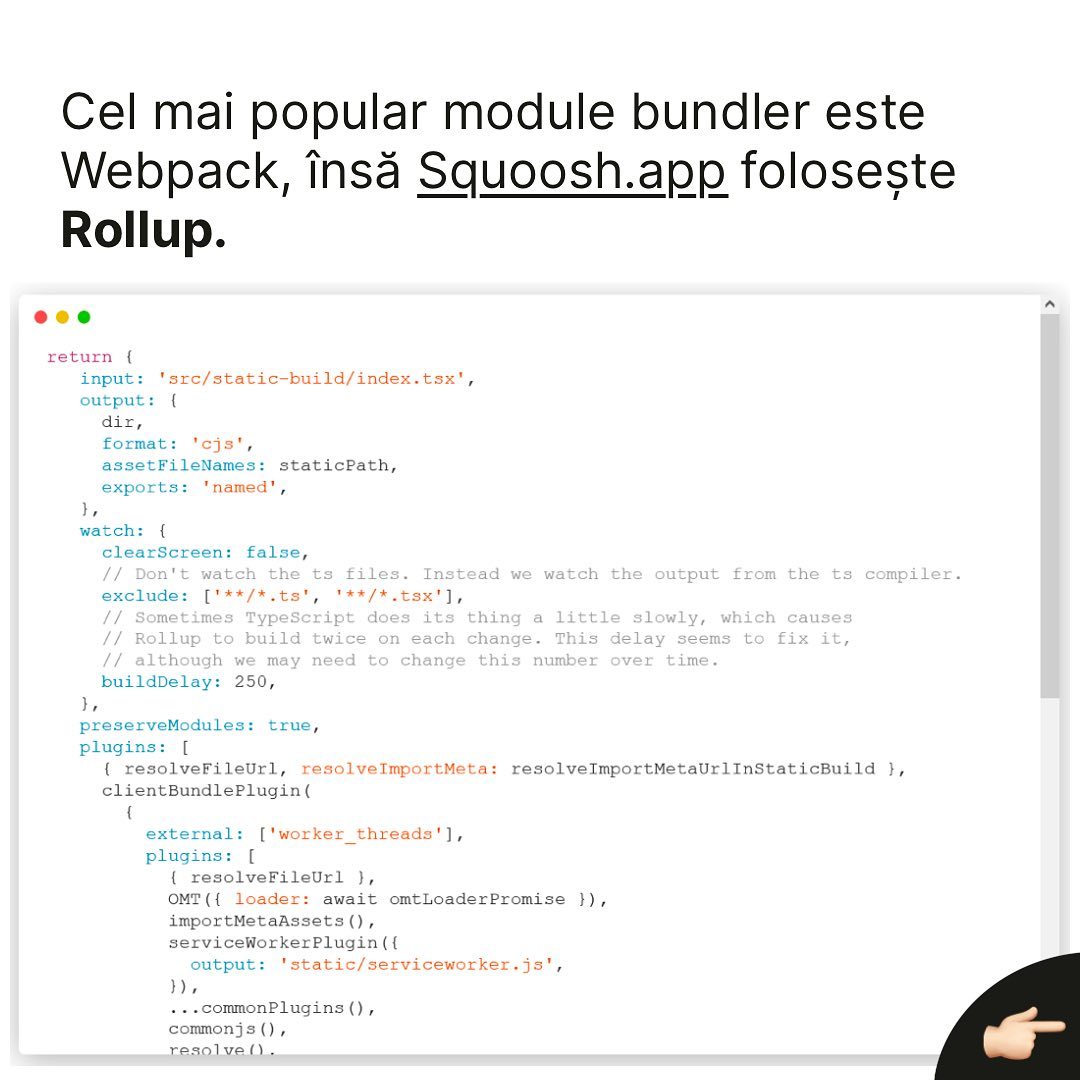 Cel mai popular module bundler este
Webpack, însă Squoosh.app folosește
Rollup.
return {
input: 'src/static-build/index.tsx',
output: {
dir,
format: 'cjs',
assetFileNames: staticPath,
exports: 'named',
},
watch: {
clearScreen: false,
// Don't watch the ts files. Instead we watch the output from the ts compiler.
exclude: ['**/*.ts', '**/*.tsx'],
// Sometimes TypeScript does its thing a little slowly, which causes
// Rollup to build twice on each change. This delay seems to fix it,
// although we may need to change this number over time.
buildDelay: 250,
},
preserveModules: true,
plugins: [
{ resolveFileUrl, resolveImportMeta: resolveImportMetaUrlInStaticBuild },
clientBundlePlugin(
{
external: ['worker_threads'],
plugins: [
{ resolveFileUrl },
OMT({ loader: await omtLoaderPromise }),
importMetaAssets(),
serviceWorkerPlugin({
output: 'static/serviceworker.js',
}),
...commonPlugins(),
commonjs(),
resolve(),